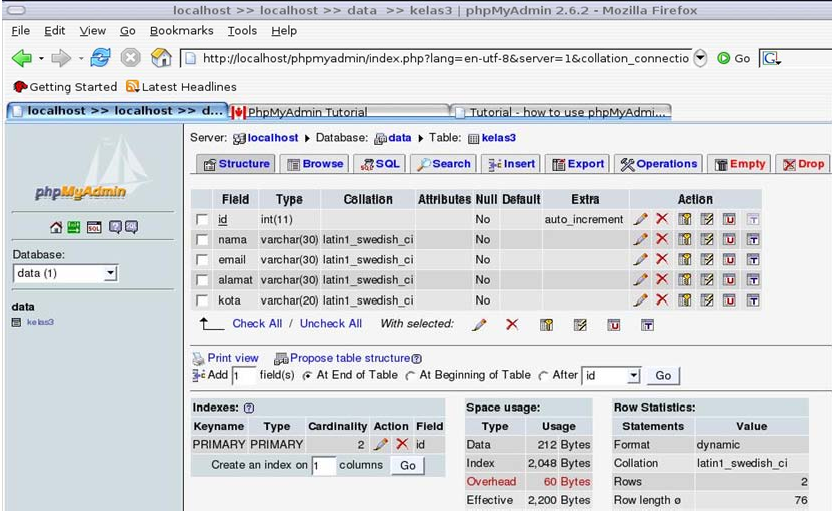 localhost >> localhost >> data >> kelas3 | phpMyAdmin 2.6.2 - Mozilla Firefox
File Edit View Go Bookmarks Tools Help
http://localhost/phpmyadmin/index.php?lang=en-utf-8&server=1&collation_connectio Go G
Getting Started Latest Headlines
localhost >> localhost >> d... PhpMyAdmin Tutorial Tutorial - how to use phpMyAdmi...
Server: localhost Database: data Table: kelas3
Structure Browse SQL Search Insert Export Operations Empty Drop
phpMyAdmin
SQL
Database:
data (1)
data
kelas3
Field Type Collation Attributes Null Default Extra Action
id int(11) No auto_increment
nama varchar(30) latin1_swedish_ci No
email varchar(30) latin1_swedish_ci No
alamat varchar(30) latin1_swedish_ci No
kota varchar(20) latin1_swedish_ci No
Check All / Uncheck All With selected:
Print view Propose table structure
Add 1 field(s) At End of Table At Beginning of Table After id Go
Indexes:
Keyname Type Cardinality Action Field
PRIMARY PRIMARY 2 id
Create an index on 1 columns Go
Space usage:
Type Usage
Data 212 Bytes
Index 2,048 Bytes
Overhead 60 Bytes
Effective 2,200 Bytes
Row Statistics:
Statements Value
Format dynamic
Collation latin1_swedish_ci
Rows 2
Row length ø 76